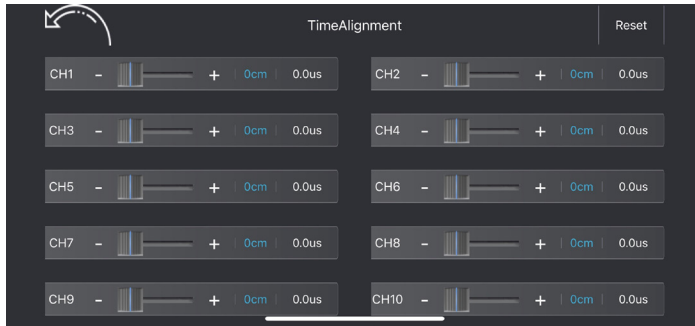 TimeAlignment Reset
CH1 - + 0cm 0.0us CH2 - + 0cm 0.0us
CH3 - + 0cm 0.0us CH4 - + 0cm 0.0us
CH5 - + 0cm 0.0us CH6 - + 0cm 0.0us
CH7 - + 0cm 0.0us CH8 - + 0cm 0.0us
CH9 - + 0cm 0.0us CH10 - + 0cm 0.0us